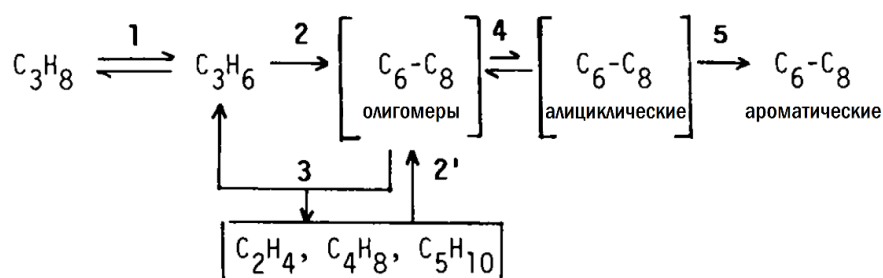 1 2 4 5
C₃H₈ ⇌ C₃H₆ → [ C₆-C₈ ] ⇌ [ C₆-C₈ ] → C₆-C₈
олигомеры алициклические ароматические
3 2'
C₂H₄, C₄H₈, C₅H₁₀